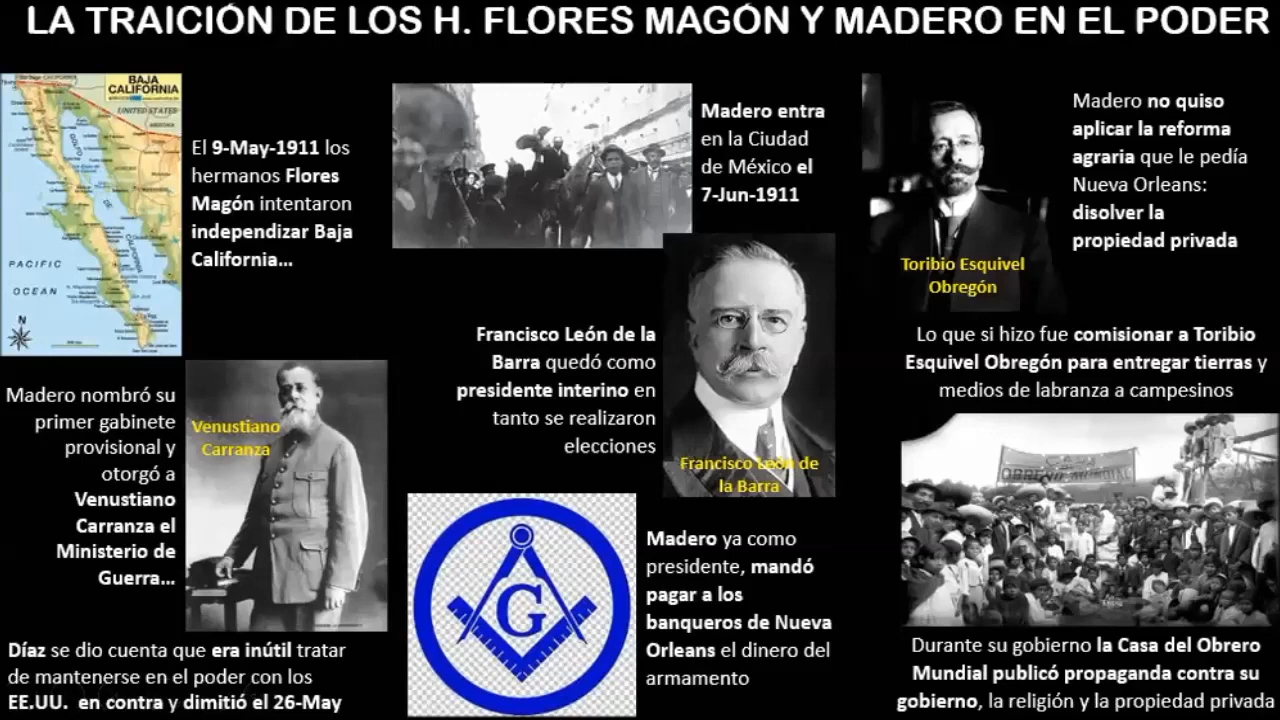 LA TRAICIÓN DE LOS H. FLORES MAGÓN Y MADERO EN EL PODER
BAJA
CALIFORNIA
UNITED STATES
PACIFIC
OCEAN
N
El 9-May-1911 los
hermanos Flores
Magón intentaron
independizar Baja
California...
Madero nombró su
primer gabinete
provisional y
otorgó a
Venustiano
Carranza el
Ministerio de
Guerra...
Venustiano
Carranza
Díaz se dio cuenta que era inútil tratar
de mantenerse en el poder con los
EE.UU. en contra y dimitió el 26-May
Madero entra
en la Ciudad
de México el
7-Jun-1911
Francisco León de la
Barra quedó como
presidente interino en
tanto se realizaron
elecciones
Francisco León de
la Barra
G
Madero ya como
presidente, mandó
pagar a los
banqueros de Nueva
Orleans el dinero del
armamento
Toribio Esquivel
Obregón
Madero no quiso
aplicar la reforma
agraria que le pedía
Nueva Orleans:
disolver la
propiedad privada
Lo que si hizo fue comisionar a Toribio
Esquivel Obregón para entregar tierras y
medios de labranza a campesinos
CASA DEL
OBRERO MUNDIAL
Durante su gobierno la Casa del Obrero
Mundial publicó propaganda contra su
gobierno, la religión y la propiedad privada